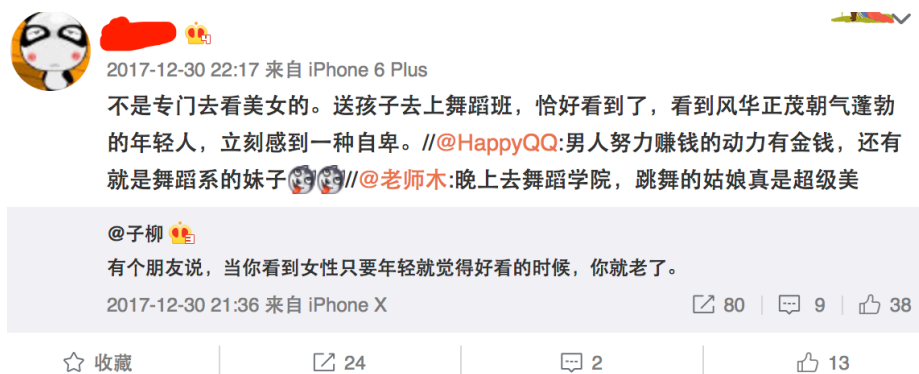 2017-12-30 22:17 来自 iPhone 6 Plus
不是专门去看美女的。送孩子去上舞蹈班，恰好看到了，看到风华正茂朝气蓬勃
的年轻人，立刻感到一种自卑。//@HappyQQ:男人努力赚钱的动力有金钱，还有
就是舞蹈系的妹子//@老师木:晚上去舞蹈学院，跳舞的姑娘真是超级美
@子柳
有个朋友说，当你看到女性只要年轻就觉得好看的时候，你就老了。
2017-12-30 21:36 来自 iPhone X 80 9 38
收藏 24 2 13